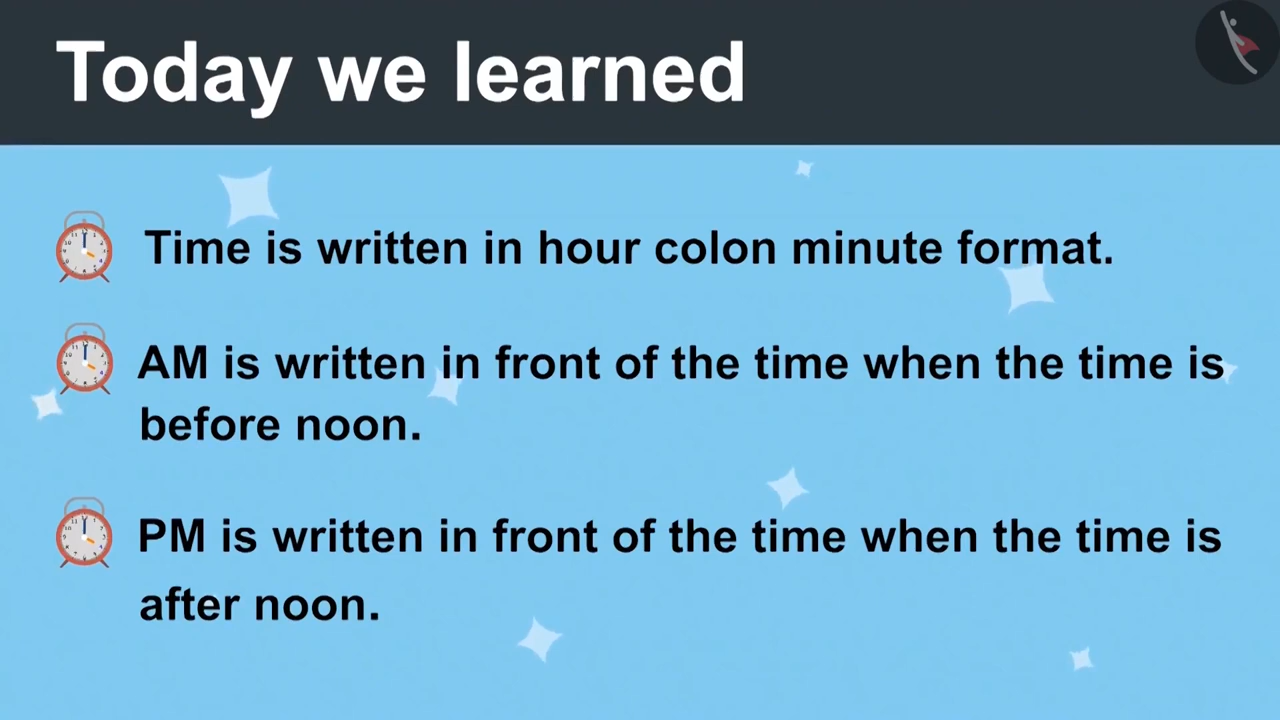 Today we learned
Time is written in hour colon minute format.
AM is written in front of the time when the time is
before noon.
PM is written in front of the time when the time is
after noon.